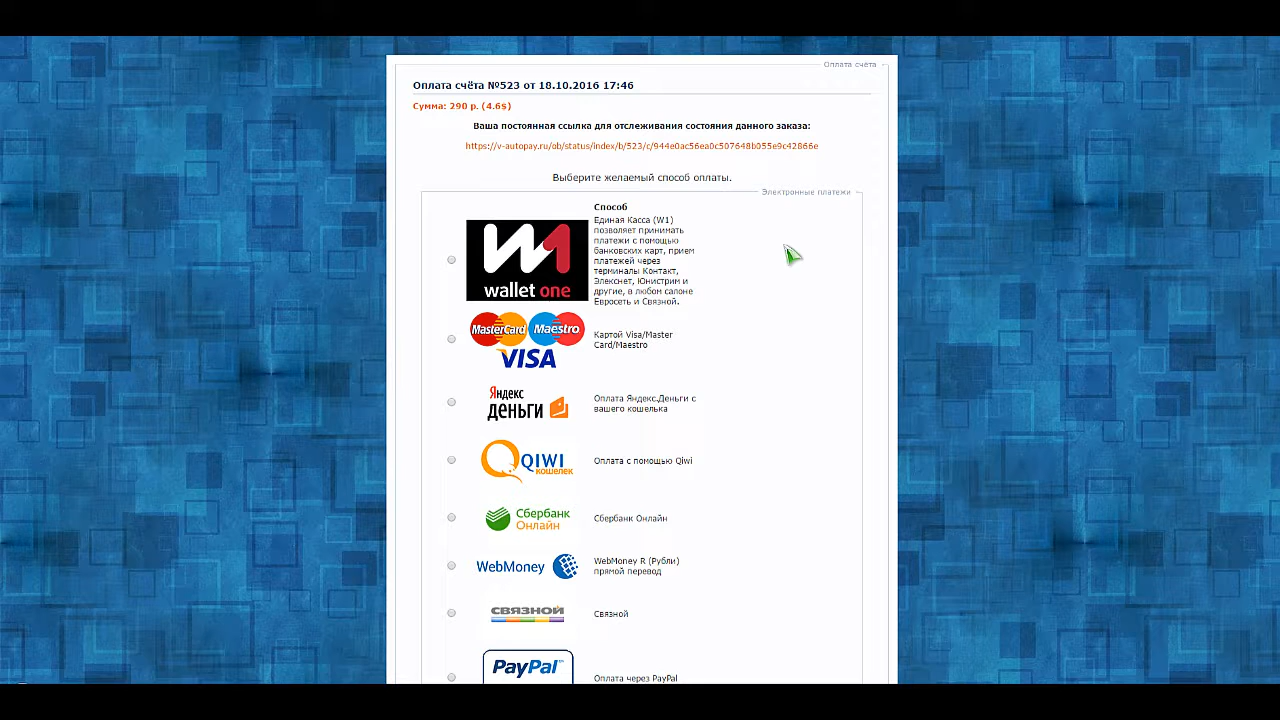 Оплата счёта
Оплата счёта №523 от 18.10.2016 17:46
Сумма: 290 р. (4.6$)
Ваша постоянная ссылка для отслеживания состояния данного заказа:
https://v-autopay.ru/ob/status/index/b/523/c/944e0ac56ea0c507648b055e9c42866e
Выберите желаемый способ оплаты.
Электронные платежи
Способ
W1
wallet one
Единая Касса (W1)
позволяет принимать
платежи с помощью
банковских карт, прием
платежей через
терминалы Контакт,
Элекснет, Юнистрим и
другие, в любом салоне
Евросеть и Связной.
MasterCard Maestro
VISA
Картой Visa/Master
Card/Maestro
Яндекс
деньги
Оплата Яндекс.Деньги с
вашего кошелька
QIWI
кошелек
Оплата с помощью Qiwi
Сбербанк
Онлайн
Сбербанк Онлайн
WebMoney
WebMoney R (Рубли)
прямой перевод
СВЯЗНОЙ
Связной
PayPal™
Оплата через PayPal